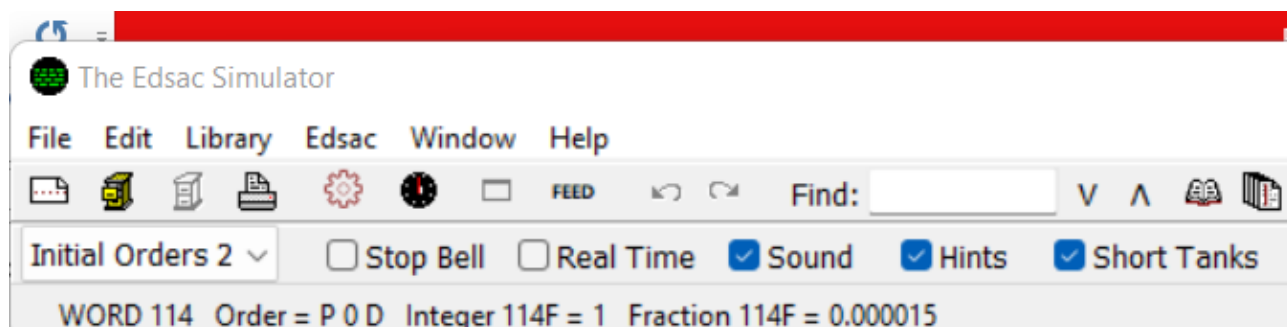 The Edsac Simulator
File Edit Library Edsac Window Help
FEED Find: V Λ
Initial Orders 2 Stop Bell Real Time Sound Hints Short Tanks
WORD 114 Order = P 0 D Integer 114F = 1 Fraction 114F = 0.000015